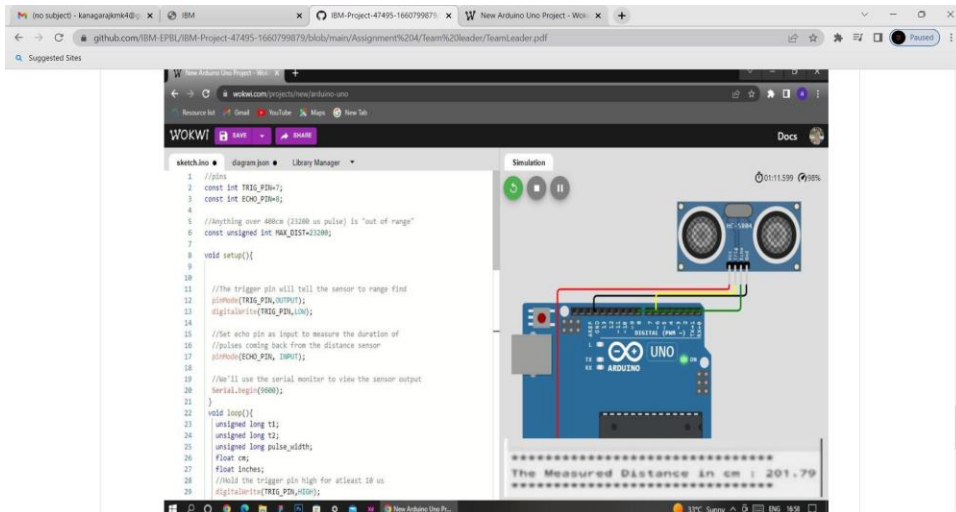 (no subject) - kanagarajkmk4@g
IBM
IBM-Project-47495-1660799879
New Arduino Uno Project - Wok
github.com/IBM-EPBL/IBM-Project-47495-1660799879/blob/main/Assignment%204/Team%20leader/TeamLeader.pdf
Paused
Suggested Sites
New Arduino Uno Project - Wo
wokwi.com/projects/new/arduino-uno
Resource list Gmail YouTube Maps New Tab
WOKWI SAVE SHARE Docs
sketch.ino diagram.json Library Manager Simulation
01:11.599 98%
1 //pins
2 const int TRIG_PIN=7;
3 const int ECHO_PIN=8;
4
5 //Anything over 400cm (23200 us pulse) is "out of range"
6 const unsigned int MAX_DIST=23200;
7
8 void setup(){
9
10
11 //The trigger pin will tell the sensor to range find
12 pinMode(TRIG_PIN,OUTPUT);
13 digitalWrite(TRIG_PIN,LOW);
14
15 //Set echo pin as input to measure the duration of
16 //pulses coming back from the distance sensor
17 pinMode(ECHO_PIN, INPUT);
18
19 //We'll use the serial moniter to view the sensor output
20 Serial.begin(9600);
21 }
22 void loop(){
23 unsigned long t1;
24 unsigned long t2;
25 unsigned long pulse_width;
26 float cm;
27 float inches;
28 //Hold the trigger pin high for atleast 10 us
29 digitalWrite(TRIG_PIN,HIGH);
HC-SR04
DIGITAL (PWM ~)
L
TX
RX
UNO
ON
ARDUINO
********************************
The Measured Distance in cm : 201.79
********************************
New Arduino Uno Pr...
33°C Sunny ENG 16:50